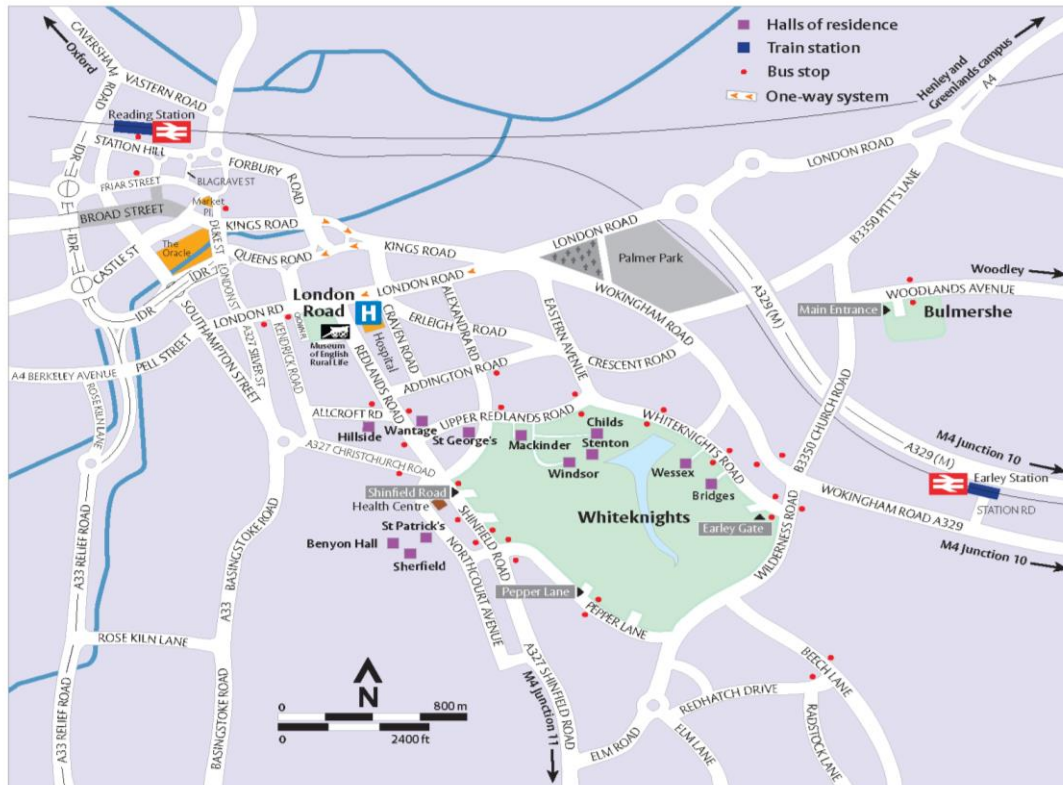 Halls of residence
Train station
Bus stop
One-way system
Oxford
CAVERSHAM ROAD
VASTERN ROAD
Henley and
Greenlands campus
A4
Reading Station
STATION HILL
IDR
FORBURY ROAD
LONDON ROAD
FRIAR STREET
BLAGRAVE ST
B3350 PITT'S LANE
BROAD STREET
Market Pl
DUKE ST
KINGS ROAD
KINGS ROAD
LONDON ROAD
Palmer Park
IDR
CASTLE ST
The
Oracle
QUEENS ROAD
IDR
LONDON ST
LONDON ROAD
WOKINGHAM ROAD
A329 (M)
Woodley
WOODLANDS AVENUE
Main Entrance
Bulmershe
IDR
London
Road
H
LONDON RD
SOUTHAMPTON STREET
A327 SILVER ST
KENDRICK ROAD
Museum
of English
Rural Life
Hospital
CRAVEN ROAD
ALEXANDRA RD
ERLEIGH ROAD
EASTERN AVENUE
CRESCENT ROAD
PELL STREET
A4 BERKELEY AVENUE
ROSE KILN LANE
REDLANDS ROAD
ADDINGTON ROAD
ALLCROFT RD
UPPER REDLANDS ROAD
WHITEKNIGHTS ROAD
B3350 CHURCH ROAD
Hillside
Wantage
St George's
Mackinder
Childs
Stenton
Windsor
Wessex
Bridges
A329 (M)
M4 Junction 10
Earley Station
STATION RD
WOKINGHAM ROAD A329
M4 Junction 10
A327 CHRISTCHURCH ROAD
Shinfield Road
Health Centre
Whiteknights
Earley Gate
WILDERNESS ROAD
St Patrick's
Benyon Hall
Sherfield
SHINFIELD ROAD
NORTHCOURT AVENUE
Pepper Lane
PEPPER LANE
A33 RELIEF ROAD
A33 BASINGSTOKE ROAD
ROSE KILN LANE
BEECH LANE
A33 RELIEF ROAD
BASINGSTOKE ROAD
N
0 800 m
0 2400 ft
A327 SHINFIELD ROAD
M4 Junction 11
REDHATCH DRIVE
RADSTOCK LANE
ELM ROAD
ELM LANE